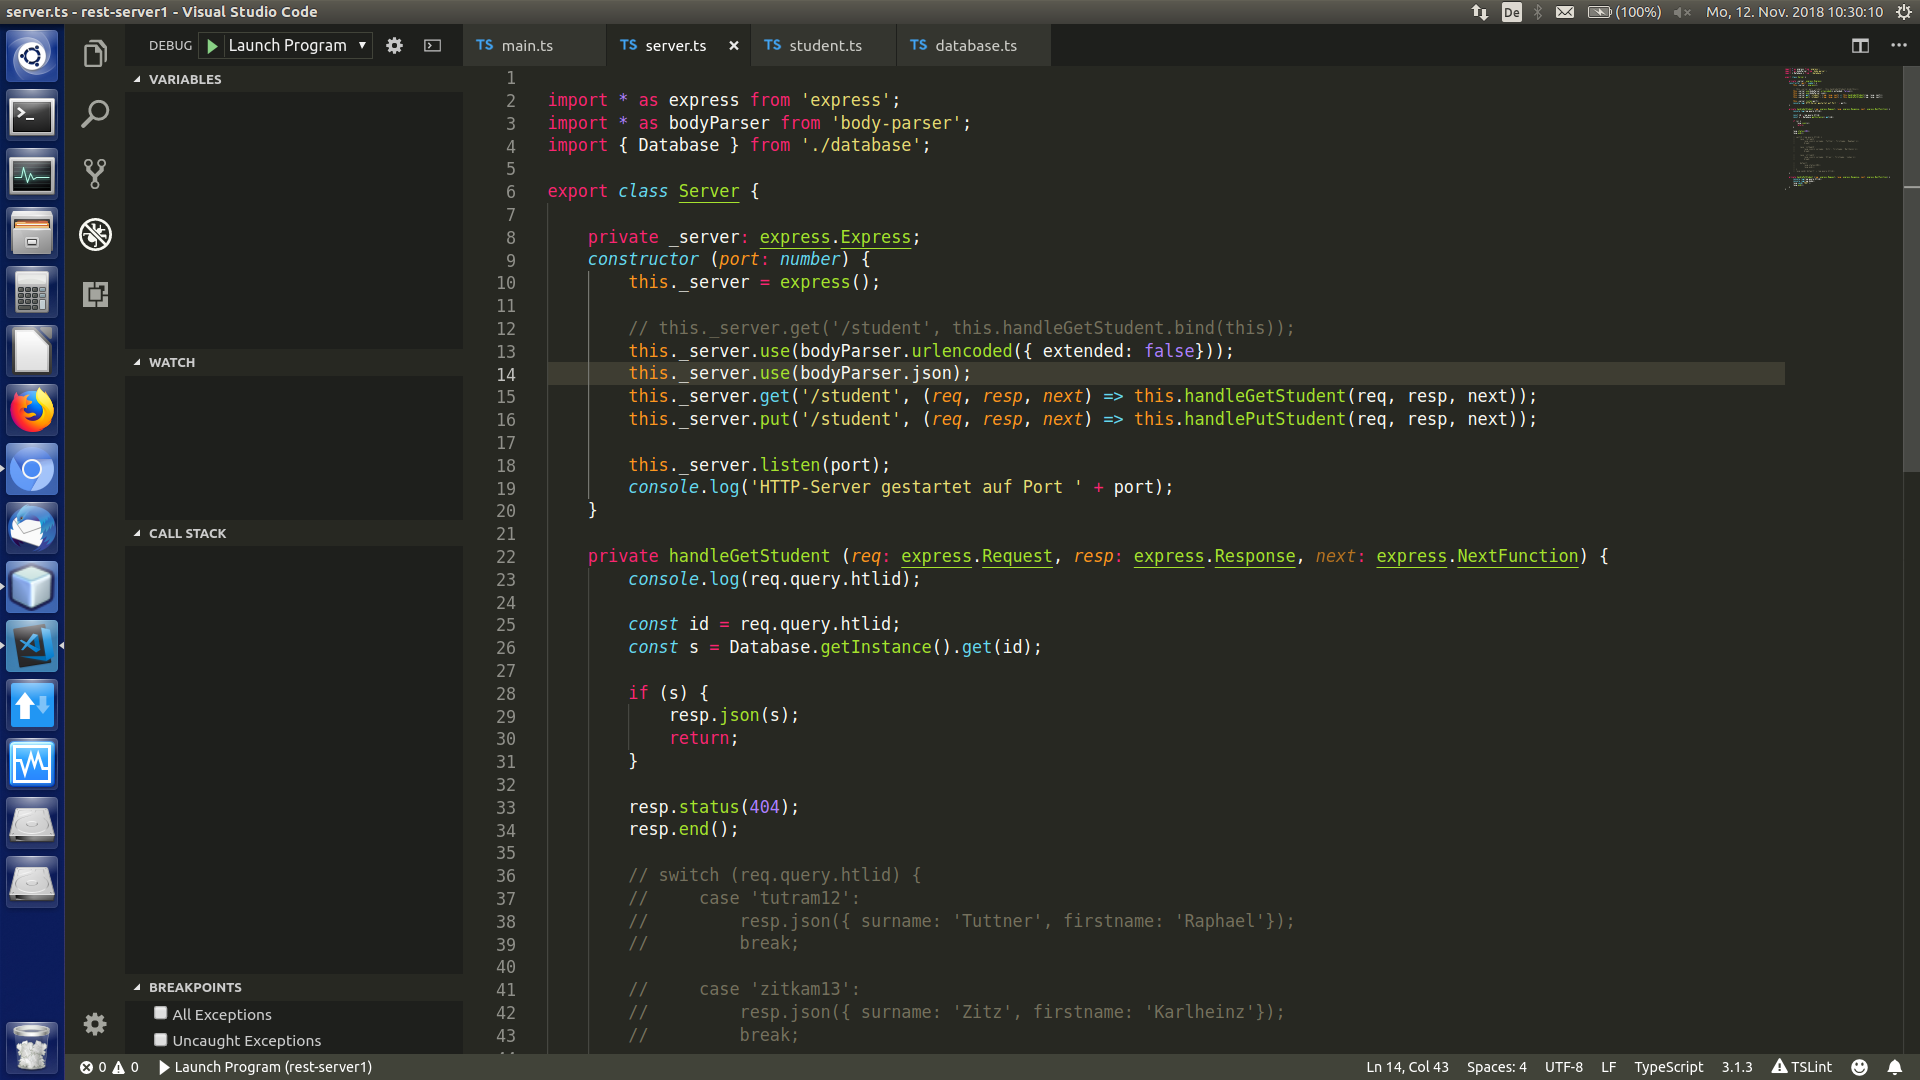 server.ts - rest-server1 - Visual Studio Code
De (100%) Mo, 12. Nov. 2018 10:30:10
DEBUG Launch Program
VARIABLES
WATCH
CALL STACK
BREAKPOINTS
All Exceptions
Uncaught Exceptions
TS main.ts TS server.ts × TS student.ts TS database.ts
1
2 import * as express from 'express';
3 import * as bodyParser from 'body-parser';
4 import { Database } from './database';
5
6 export class Server {
7
8 private _server: express.Express;
9 constructor (port: number) {
10 this._server = express();
11
12 // this._server.get('/student', this.handleGetStudent.bind(this));
13 this._server.use(bodyParser.urlencoded({ extended: false}));
14 this._server.use(bodyParser.json);
15 this._server.get('/student', (req, resp, next) => this.handleGetStudent(req, resp, next));
16 this._server.put('/student', (req, resp, next) => this.handlePutStudent(req, resp, next));
17
18 this._server.listen(port);
19 console.log('HTTP-Server gestartet auf Port ' + port);
20 }
21
22 private handleGetStudent (req: express.Request, resp: express.Response, next: express.NextFunction) {
23 console.log(req.query.htlid);
24
25 const id = req.query.htlid;
26 const s = Database.getInstance().get(id);
27
28 if (s) {
29 resp.json(s);
30 return;
31 }
32
33 resp.status(404);
34 resp.end();
35
36 // switch (req.query.htlid) {
37 // case 'tutram12':
38 // resp.json({ surname: 'Tuttner', firstname: 'Raphael'});
39 // break;
40
41 // case 'zitkam13':
42 // resp.json({ surname: 'Zitz', firstname: 'Karlheinz'});
43 // break;
0 0 Launch Program (rest-server1) Ln 14, Col 43 Spaces: 4 UTF-8 LF TypeScript 3.1.3 TSLint